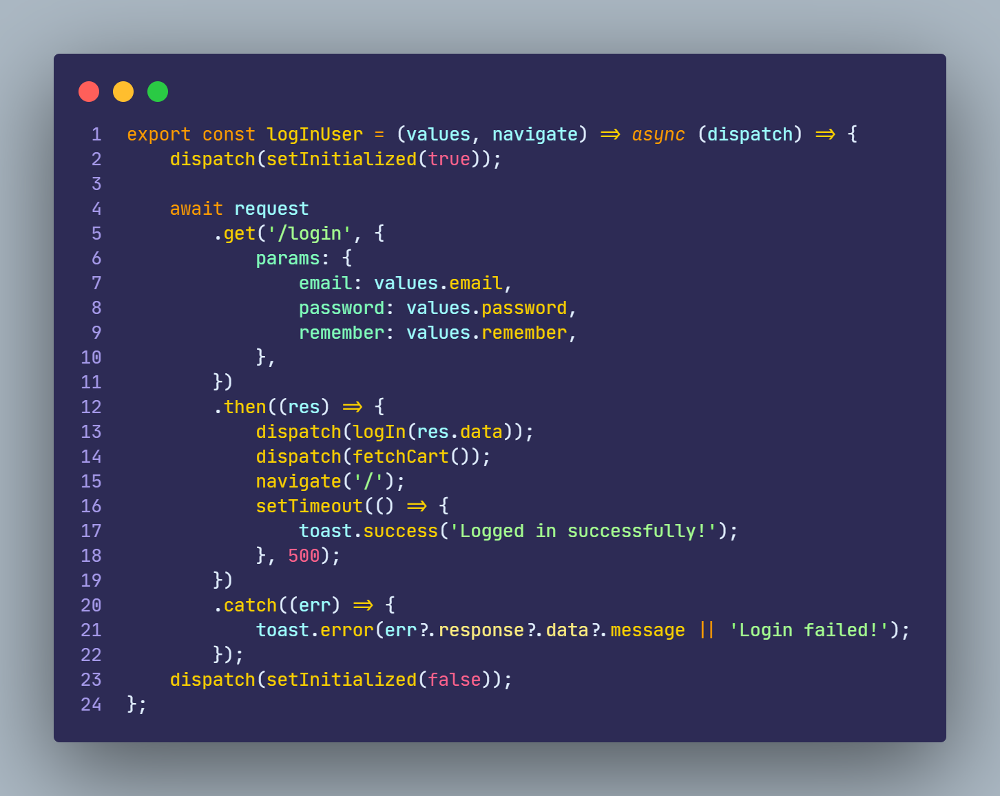 1 export const logInUser = (values, navigate) => async (dispatch) => {
2     dispatch(setInitialized(true));
3
4     await request
5         .get('/login', {
6             params: {
7                 email: values.email,
8                 password: values.password,
9                 remember: values.remember,
10             },
11         })
12         .then((res) => {
13             dispatch(logIn(res.data));
14             dispatch(fetchCart());
15             navigate('/');
16             setTimeout(() => {
17                 toast.success('Logged in successfully!');
18             }, 500);
19         })
20         .catch((err) => {
21             toast.error(err?.response?.data?.message || 'Login failed!');
22         });
23     dispatch(setInitialized(false));
24 };